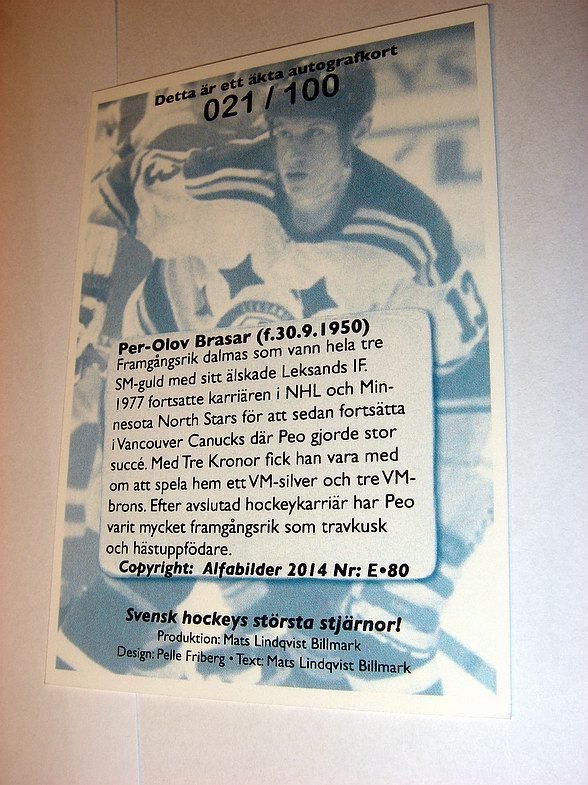 Detta är ett äkta autografkort
021 / 100
Per-Olov Brasar (f.30.9.1950)
Framgångsrik dalmas som vann hela tre
SM-guld med sitt älskade Leksands IF.
1977 fortsatte karriären i NHL och Min-
nesota North Stars för att sedan fortsätta
i Vancouver Canucks där Peo gjorde stor
succé. Med Tre Kronor fick han vara med
om att spela hem ett VM-silver och tre VM-
brons. Efter avslutad hockeykarriär har Peo
varit mycket framgångsrik som travkusk
och hästuppfödare.
Copyright: Alfabilder 2014 Nr: E•80
Svensk hockeys största stjärnor!
Produktion: Mats Lindqvist Billmark
Design: Pelle Friberg • Text: Mats Lindqvist Billmark